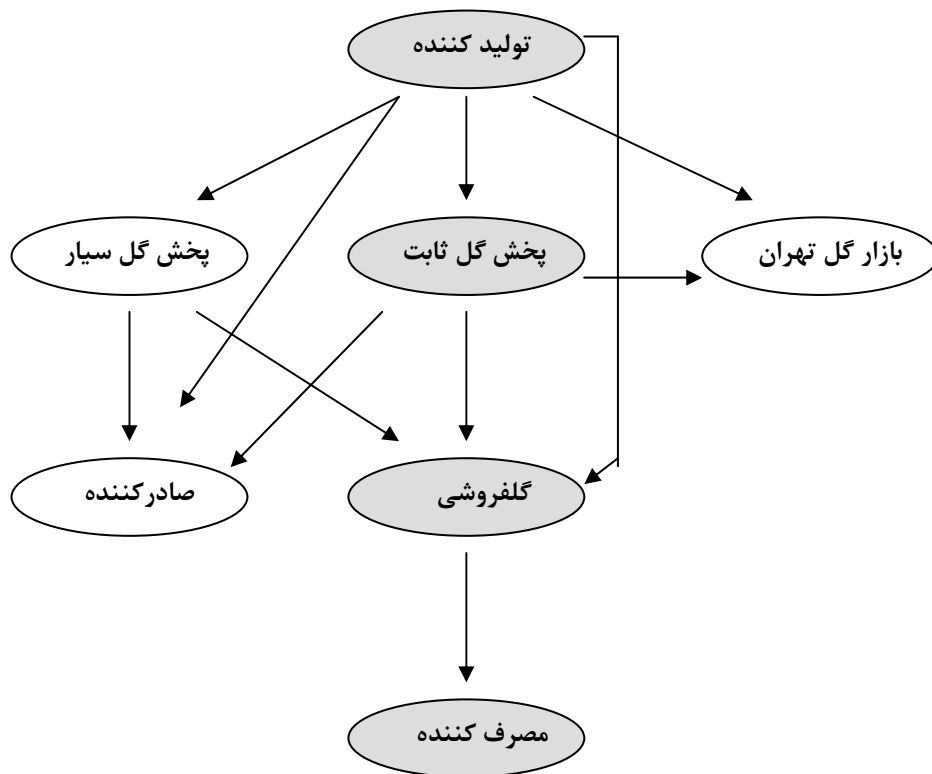 تولید کننده
بازار گل تهران
پخش گل ثابت
پخش گل سیار
گلفروشی
صادرکننده
مصرف کننده